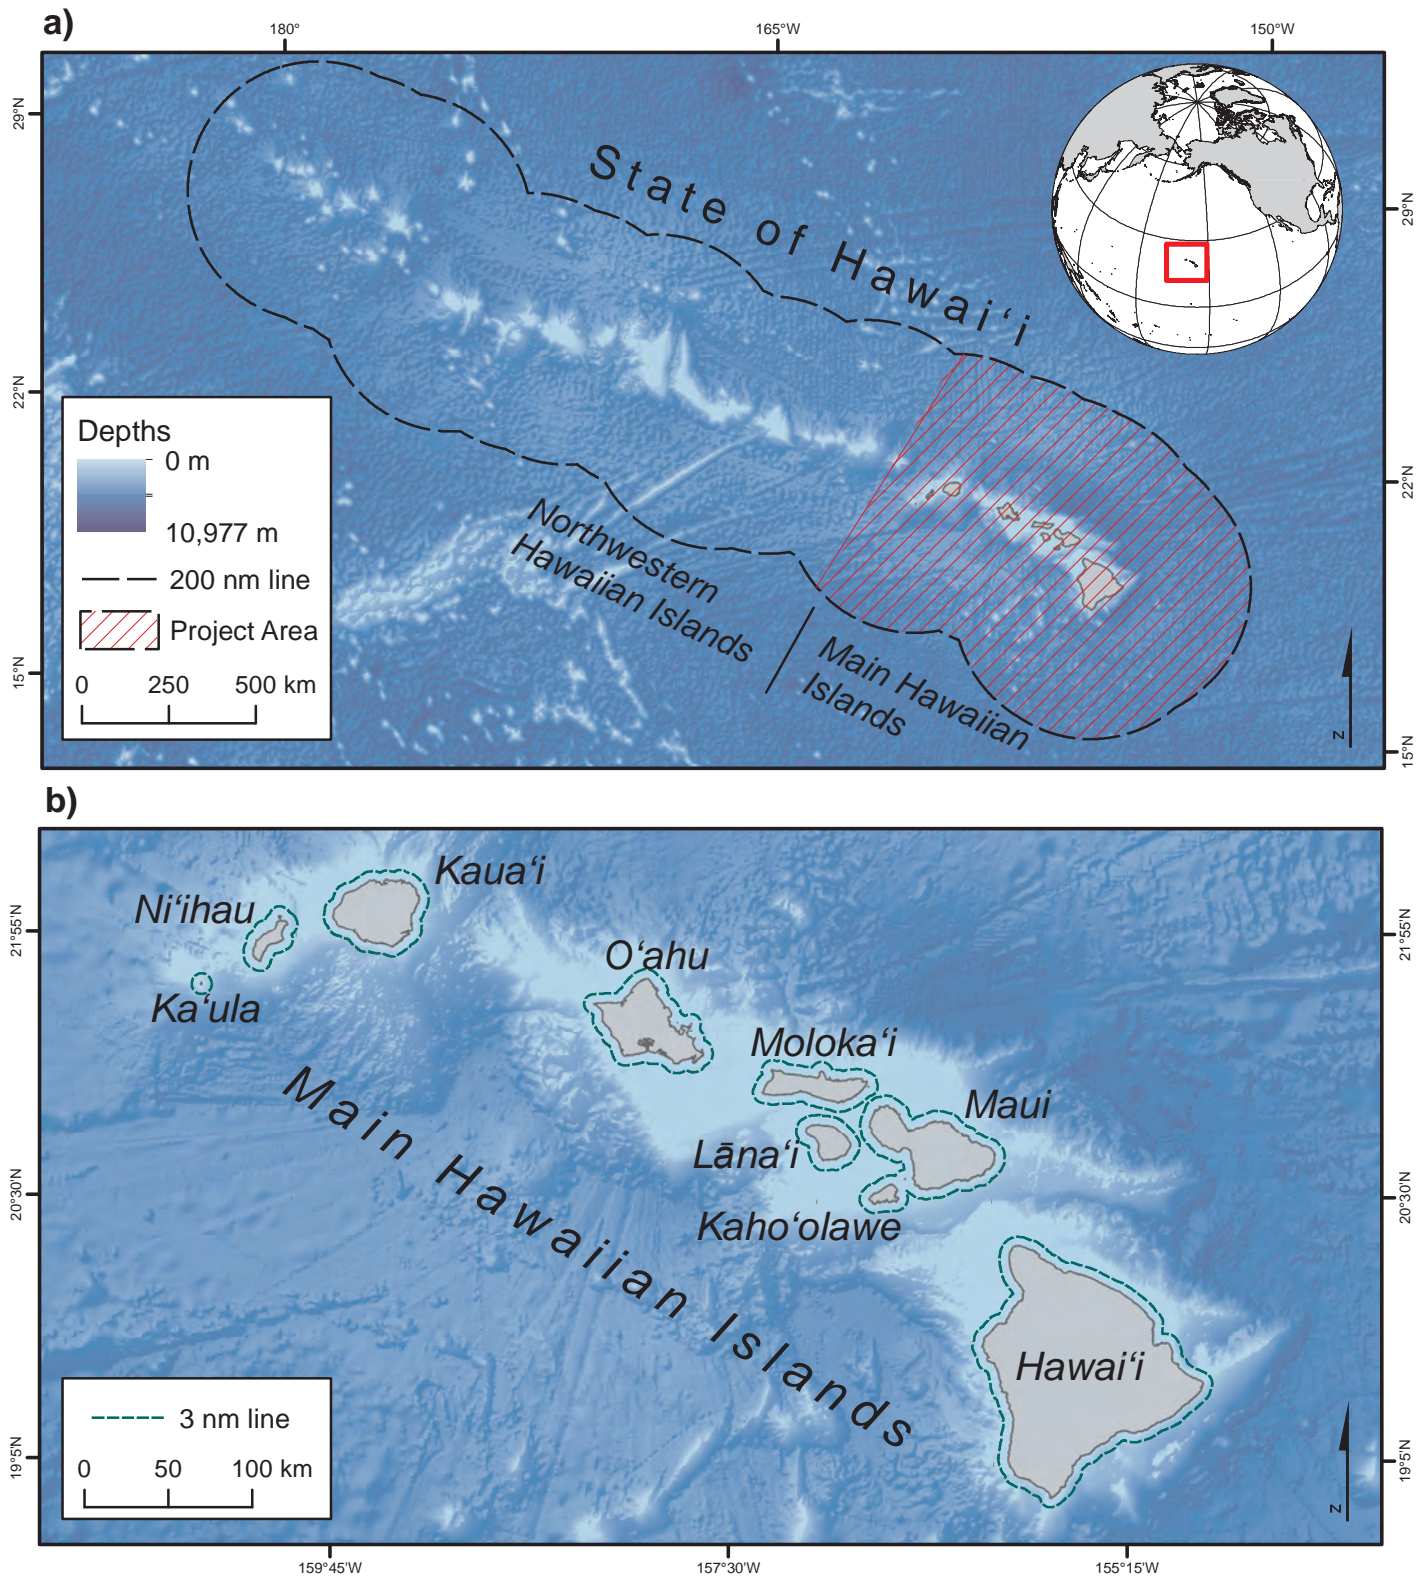 a)
180°
165°W
150°W
29°N
29°N
State of Hawai‘i
22°N
22°N
Depths
0 m
10,977 m
200 nm line
Project Area
0 250 500 km
Northwestern
Hawaiian Islands
Main Hawaiian
Islands
15°N
15°N
N
b)
Kaua‘i
Ni‘ihau
21°55'N
21°55'N
O‘ahu
Ka‘ula
Moloka‘i
Maui
Lāna‘i
20°30'N
20°30'N
Kaho‘olawe
Main Hawaiian Islands
Hawai‘i
3 nm line
0 50 100 km
19°5'N
19°5'N
N
159°45'W
157°30'W
155°15'W